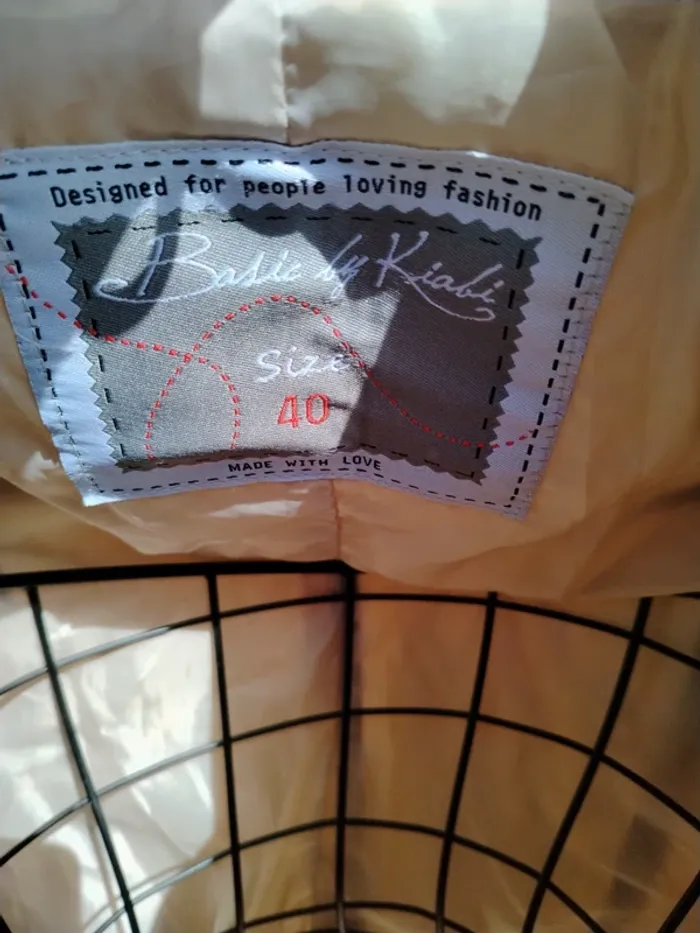 Designed for people loving fashion
Basic by Kiabi
Size
40
MADE WITH LOVE